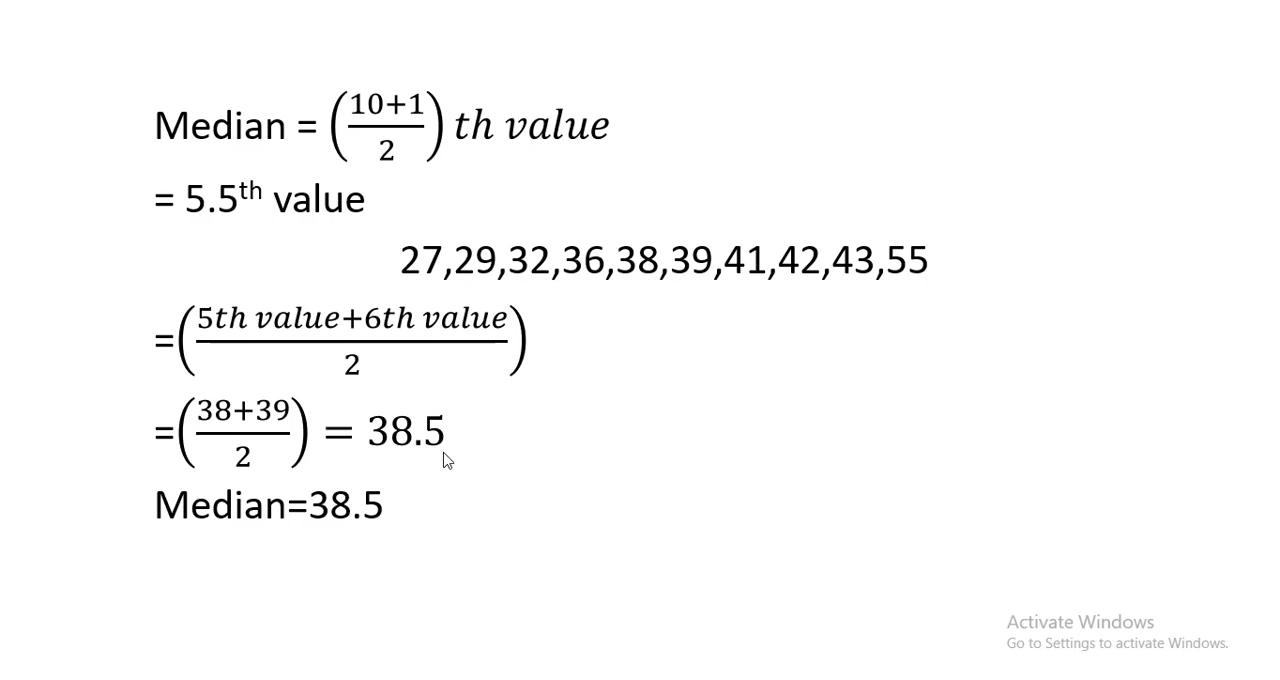 Median = (10+1/2) th value
= 5.5th value
27,29,32,36,38,39,41,42,43,55
=(5th value+6th value/2)
=(38+39/2) = 38.5
Median=38.5
Activate Windows
Go to Settings to activate Windows.